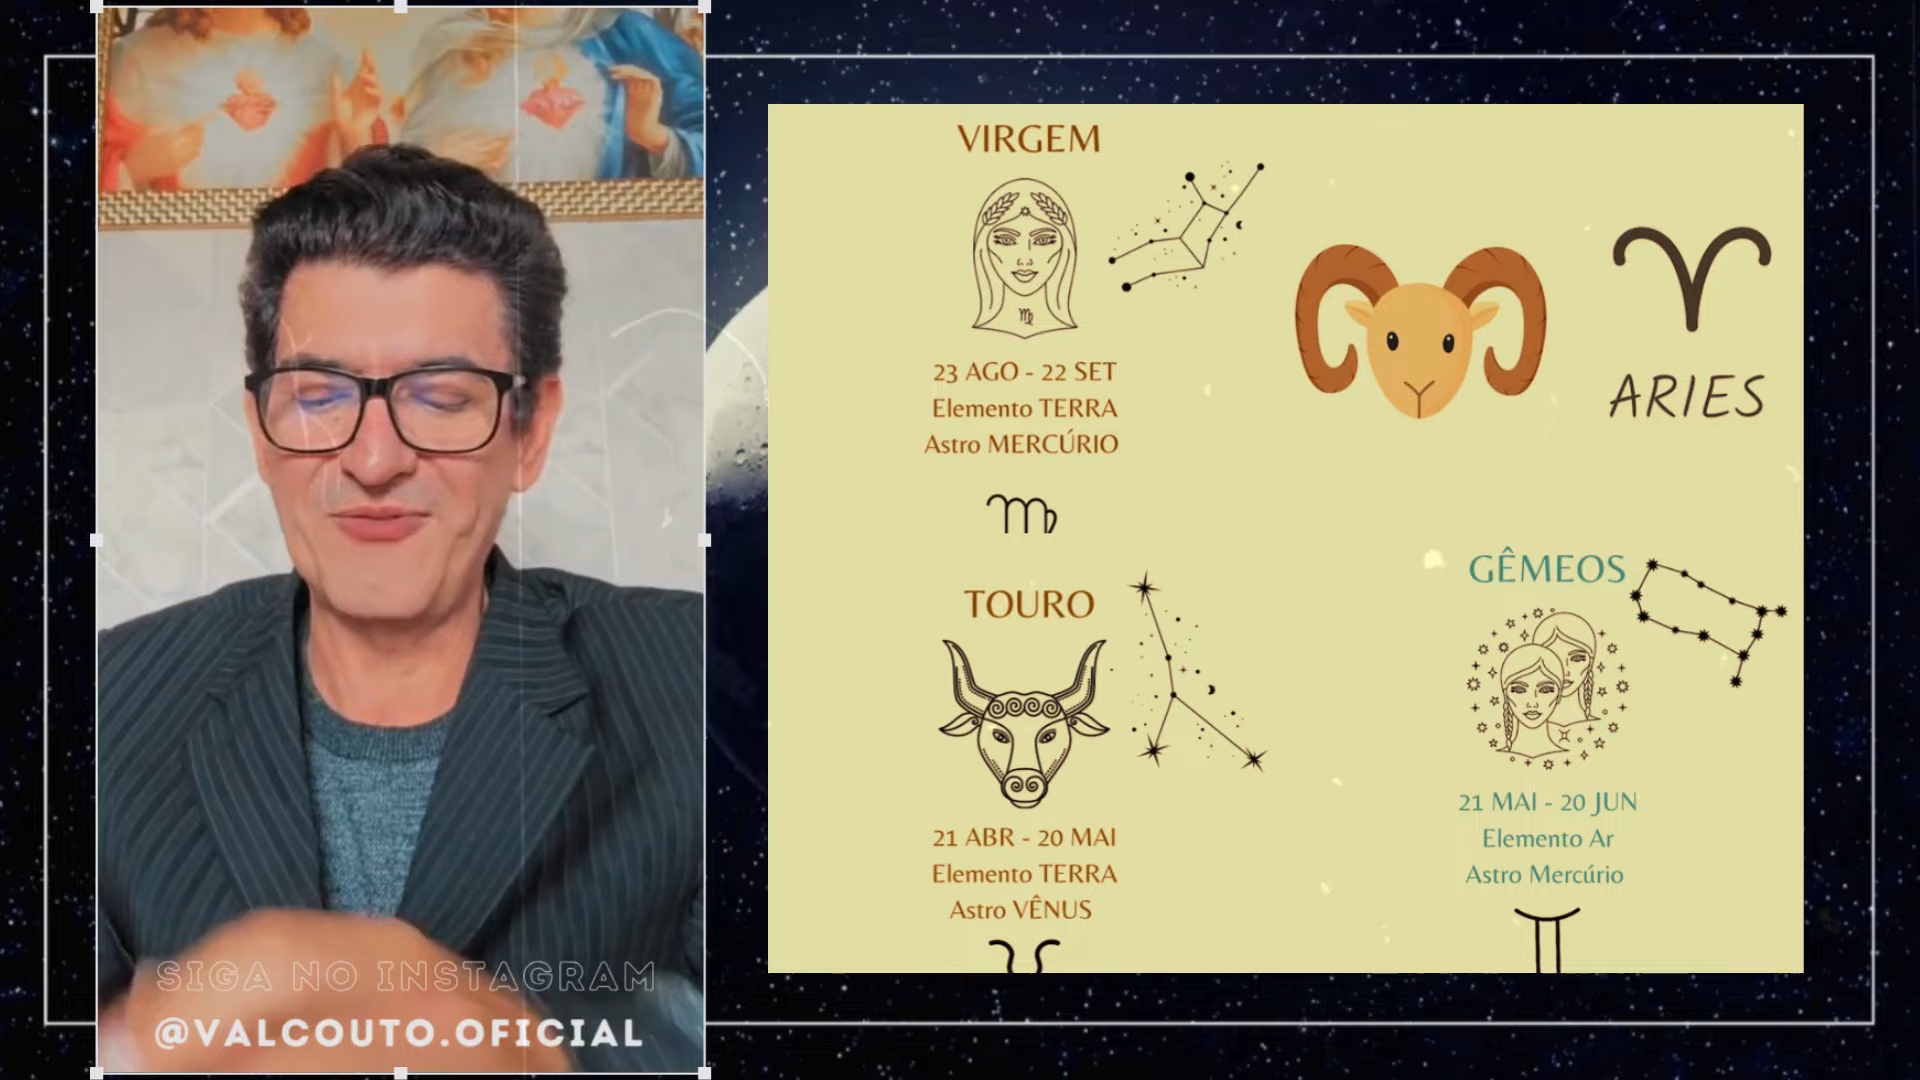 VIRGEM
23 AGO - 22 SET
Elemento TERRA
Astro MERCÚRIO
ARIES
TOURO
21 ABR - 20 MAI
Elemento TERRA
Astro VÊNUS
GÊMEOS
21 MAI - 20 JUN
Elemento Ar
Astro Mercúrio
SIGA NO INSTAGRAM
@VALCOUTO.OFICIAL